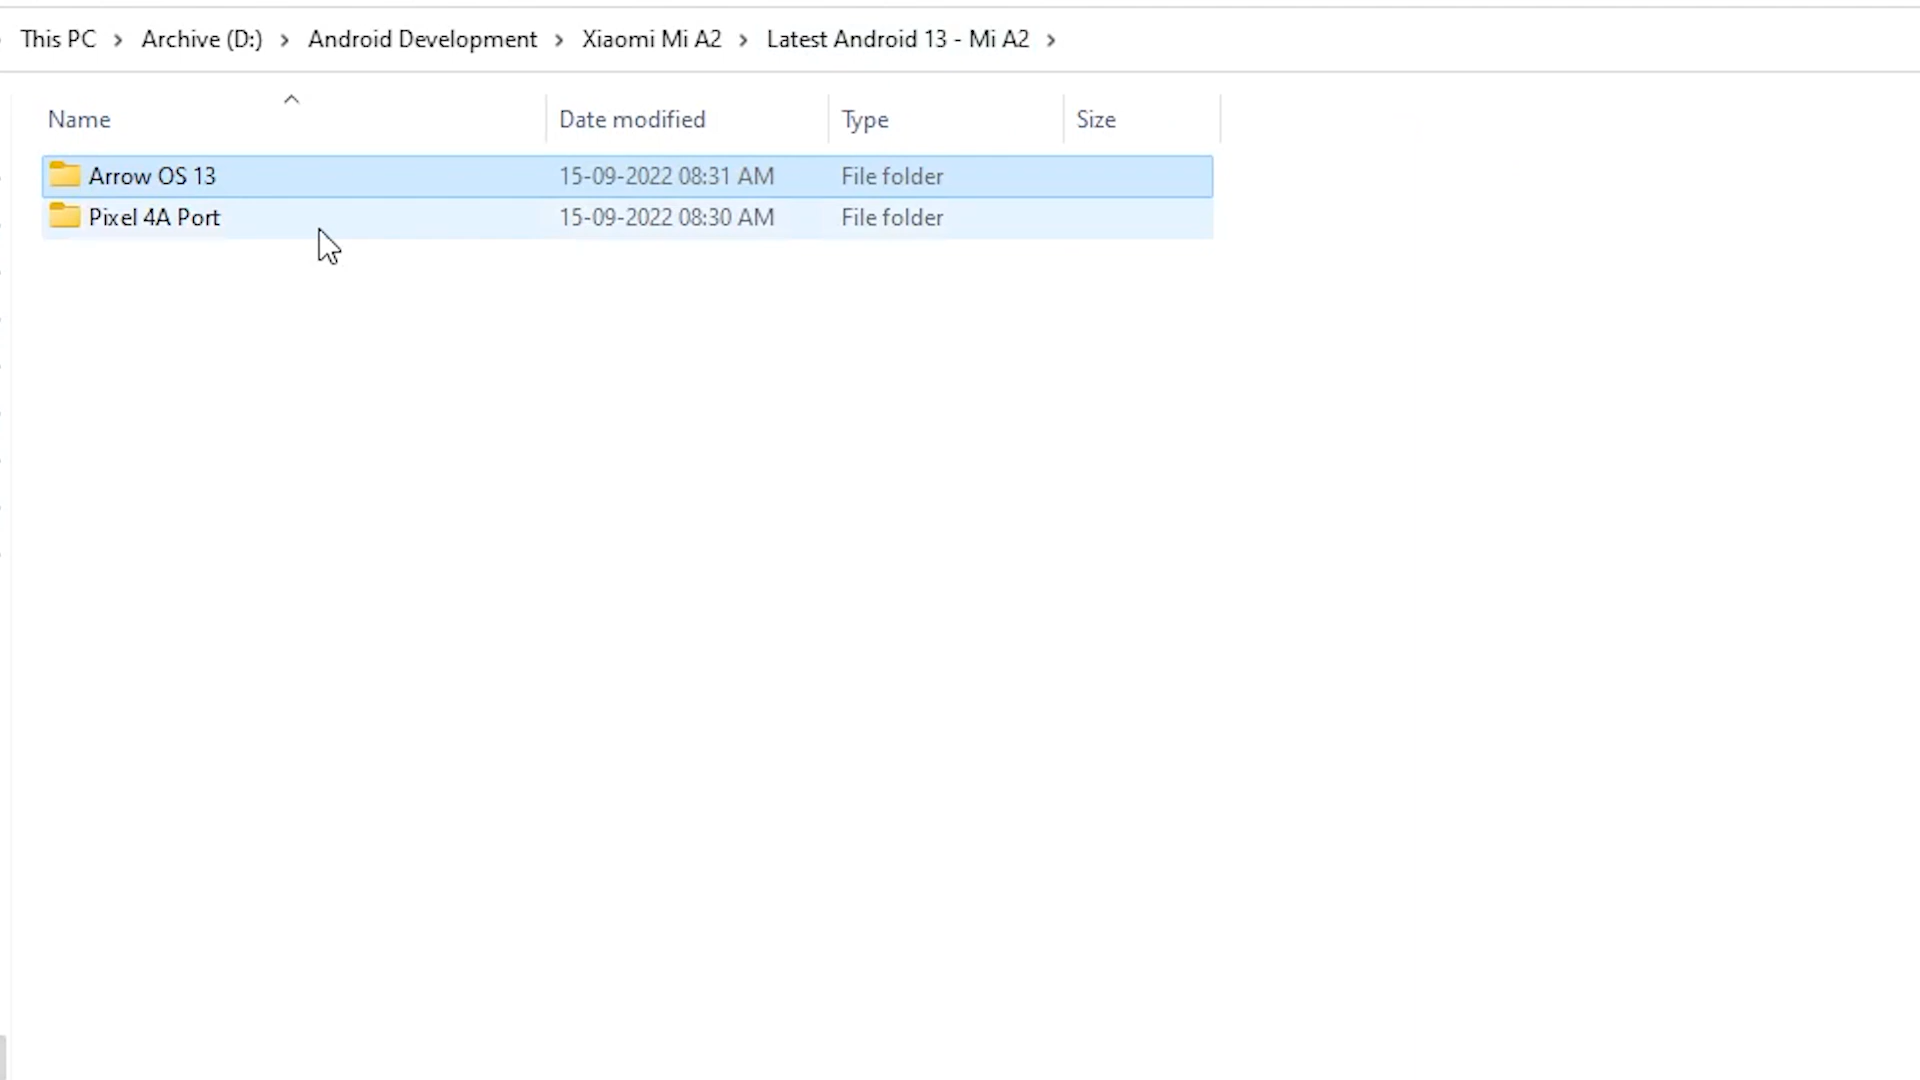 This PC > Archive (D:) > Android Development > Xiaomi Mi A2 > Latest Android 13 - Mi A2 >
Name Date modified Type Size
Arrow OS 13 15-09-2022 08:31 AM File folder
Pixel 4A Port 15-09-2022 08:30 AM File folder